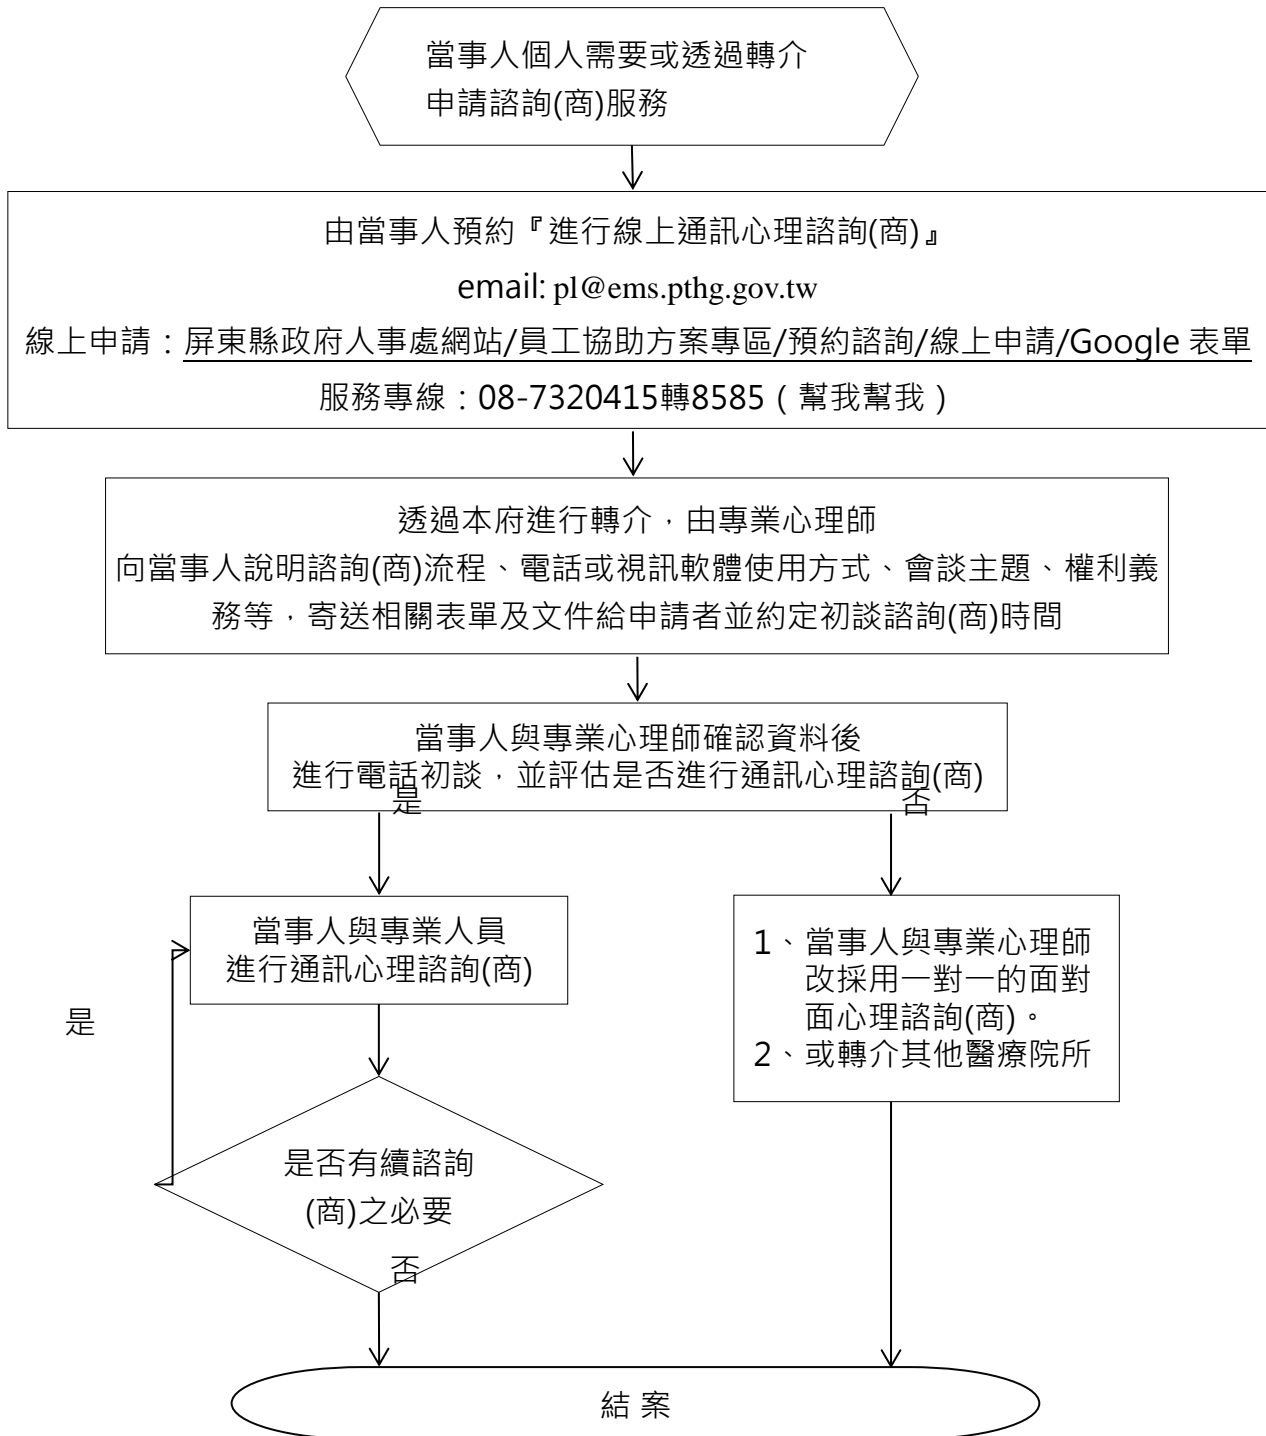 當事人個人需要或透過轉介
申請諮詢(商)服務
由當事人預約『進行線上通訊心理諮詢(商)』
email: pl@ems.pthg.gov.tw
線上申請：屏東縣政府人事處網站/員工協助方案專區/預約諮詢/線上申請/Google 表單
服務專線：08-7320415轉8585（幫我幫我）
透過本府進行轉介，由專業心理師
向當事人說明諮詢(商)流程、電話或視訊軟體使用方式、會談主題、權利義
務等，寄送相關表單及文件給申請者並約定初談諮詢(商)時間
當事人與專業心理師確認資料後
進行電話初談，並評估是否進行通訊心理諮詢(商)
是
否
當事人與專業人員
進行通訊心理諮詢(商)
1、當事人與專業心理師
改採用一對一的面對
面心理諮詢(商)。
2、或轉介其他醫療院所
是
是否有續諮詢
(商)之必要
否
結 案